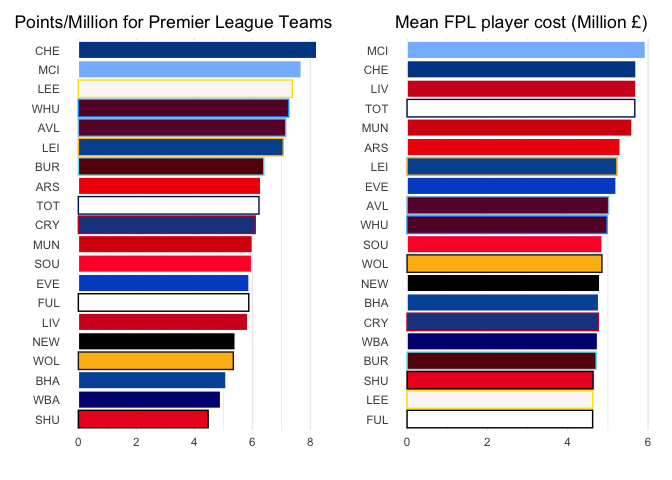 Points/Million for Premier League Teams
CHE
MCI
LEE
WHU
AVL
LEI
BUR
ARS
TOT
CRY
MUN
SOU
EVE
FUL
LIV
NEW
WOL
BHA
WBA
SHU
0 2 4 6 8
Mean FPL player cost (Million £)
MCI
CHE
LIV
TOT
MUN
ARS
LEI
EVE
AVL
WHU
SOU
WOL
NEW
BHA
CRY
WBA
BUR
SHU
LEE
FUL
0 2 4 6